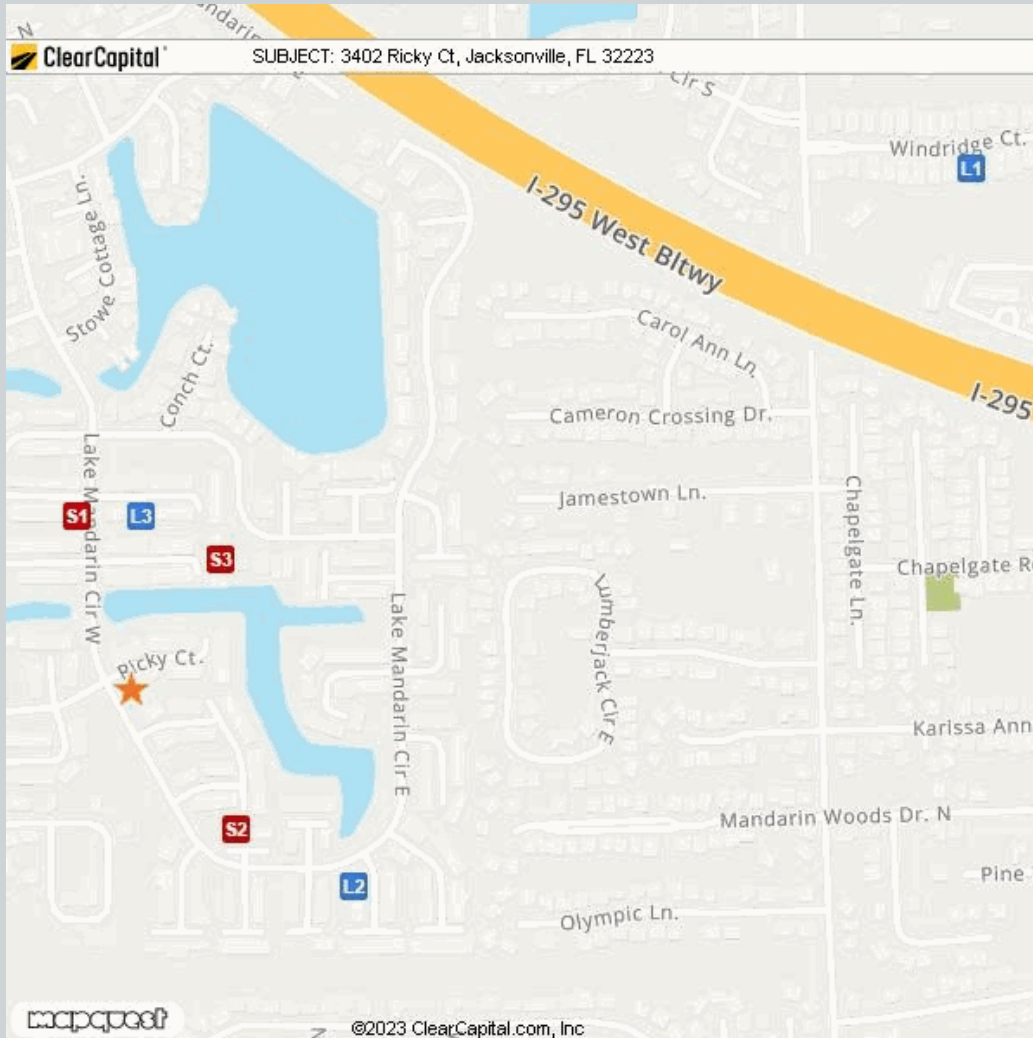 N
ndarin
ClearCapital
SUBJECT: 3402 Ricky Ct, Jacksonville, FL 32223
Cir S
Windridge Ct.
L1
I-295 West Bltwy
Stowe Cottage Ln.
Carol Ann Ln.
Conch Ct.
I-295
Cameron Crossing Dr.
Lake Mandarin Cir W
Jamestown Ln.
Chapelgate Ln.
S1
L3
S3
Chapelgate R
Lake Mandarin Cir E
Lumberjack Cir E
Ricky Ct.
Karissa Ann
Mandarin Woods Dr. N
S2
Pine
L2
Olympic Ln.
mapquest
©2023 ClearCapital.com, Inc
N